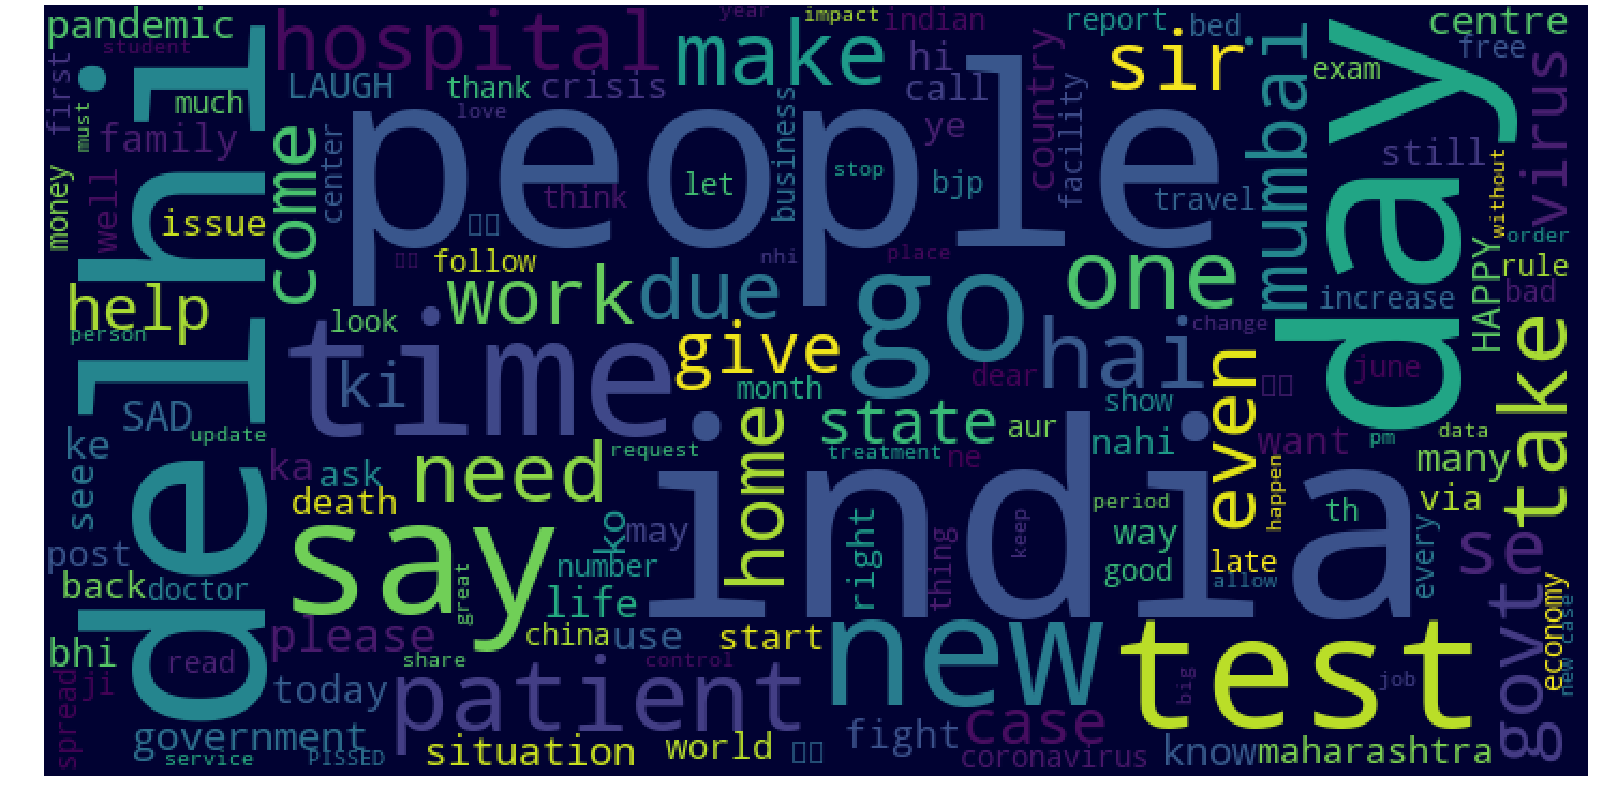 pandemic
student
first
must
much
family
money
well
issue
delhi
help
person
come
center
hospital
LAUGH
thank
crisis
love
people
think
make
business
let
stop
year
impact
indian
hi
call
ye
bjp
report
bed
sir
country
facility
travel
mumbai
exam
centre
free
day
still
virus
without
order
rule
bad
HAPPY
increase
follow
look
work
due
nhi
place
go
one
time
ki
give
month
dear
hai
change
june
take
SAD
update
ke
see
ka
ask
death
need
request
home
state
treatment
aur
ne
show
nahi
even
want
happen
pm
data
many
via
th
every
india
period
way
good
late
allow
keep
thing
right
say
ko
may
number
life
great
post
back
doctor
bhi
read
ji
spread
please
today
government
service
PISSED
china
use
share
control
start
patient
situation
world
new
fight
case
coronavirus
test
big
job
know
maharashtra
se
govt
economy
new case